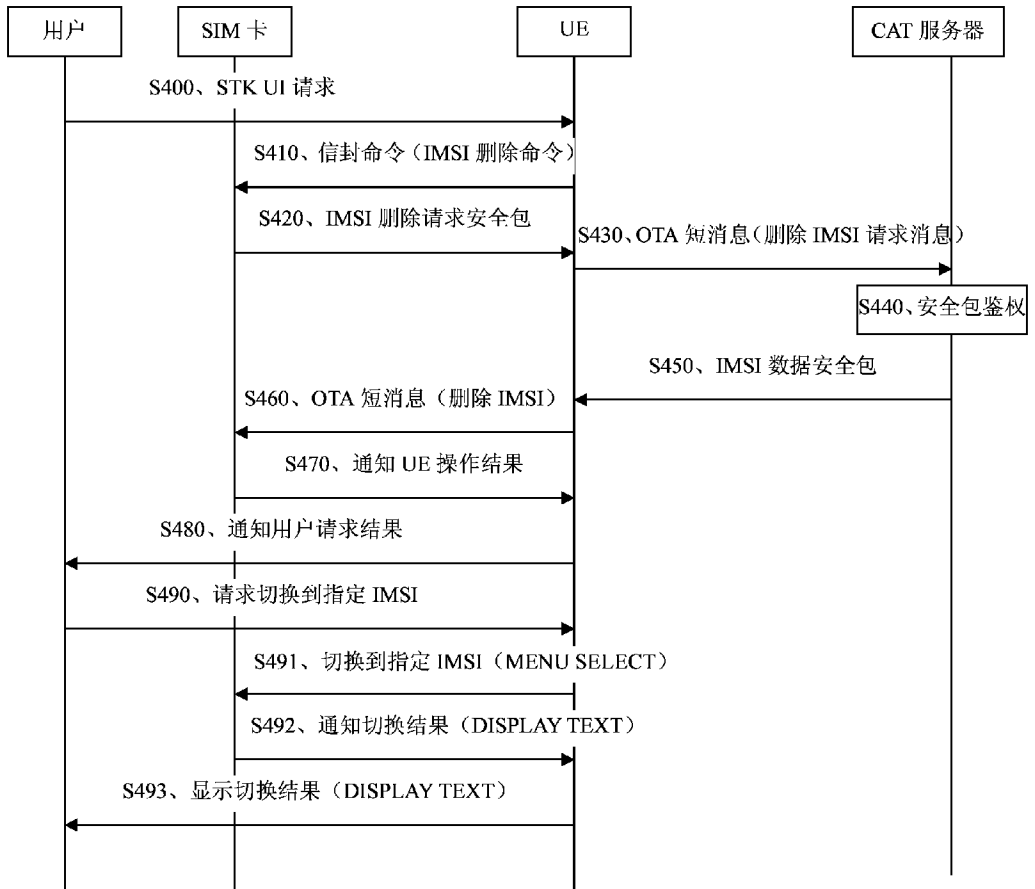 用户
SIM 卡
UE
CAT 服务器
S400、STK UI 请求
S410、信封命令（IMSI 删除命令）
S420、IMSI 删除请求安全包
S430、OTA 短消息（删除 IMSI 请求消息）
S440、安全包鉴权
S450、IMSI 数据安全包
S460、OTA 短消息（删除 IMSI）
S470、通知 UE 操作结果
S480、通知用户请求结果
S490、请求切换到指定 IMSI
S491、切换到指定 IMSI（MENU SELECT）
S492、通知切换结果（DISPLAY TEXT）
S493、显示切换结果（DISPLAY TEXT）